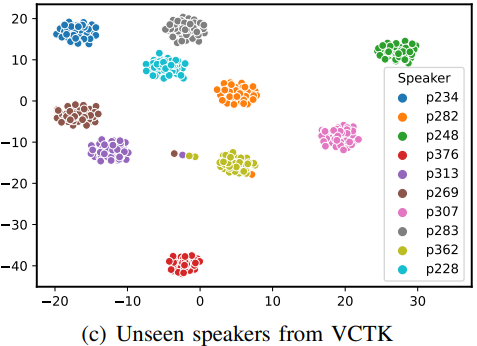 20
10
0
−10
−20
−30
−40
−20 −10 0 10 20 30
Speaker
p234
p282
p248
p376
p313
p269
p307
p283
p362
p228
(c) Unseen speakers from VCTK